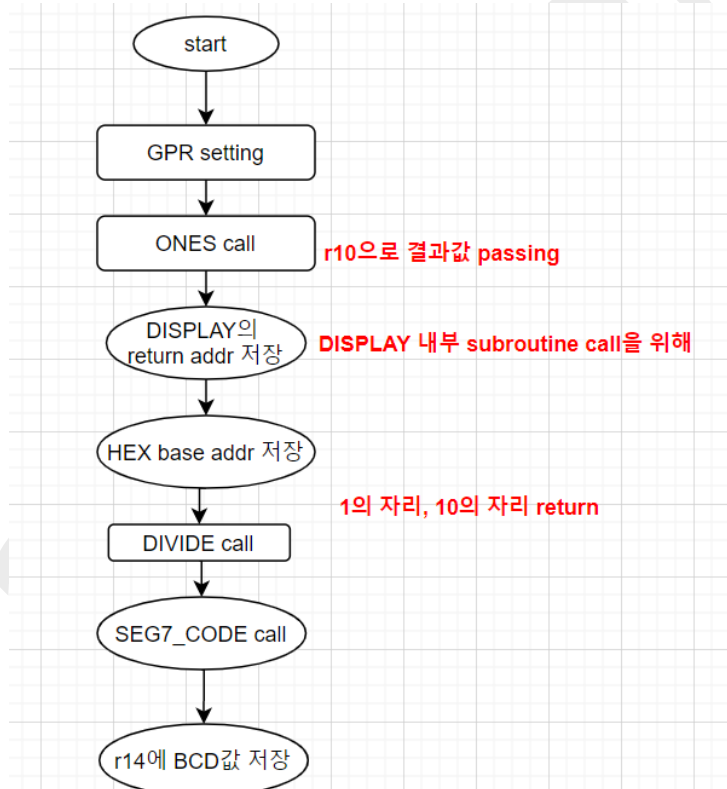 start
GPR setting
ONES call
r10으로 결과값 passing
DISPLAY의
return addr 저장
DISPLAY 내부 subroutine call을 위해
HEX base addr 저장
1의 자리, 10의 자리 return
DIVIDE call
SEG7_CODE call
r14에 BCD값 저장